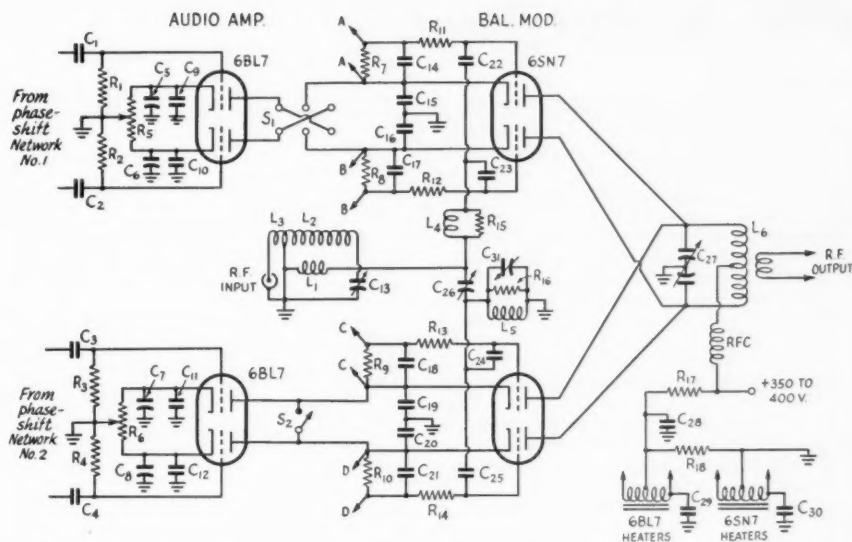 AUDIO AMP.
BAL. MOD.
C1
6BL7
A
A
R11
R7
C14
C22
6SN7
R1
C5
C9
From
phase-
shift
Network
No.1
R5
S1
C15
C16
R2
C6
C10
B
B
R8
C17
C23
R12
C2
L4
R15
L3
L2
C31
R16
L6
C27
R.F.
OUTPUT
R.F.
INPUT
L1
C13
C26
L5
C3
6BL7
C
C
R13
R9
C18
C24
RFC
R3
C7
C11
From
phase-
shift
Network
No.2
R6
S2
C19
C20
R17
+350 TO
400 V.
C28
R4
C8
C12
D
D
R10
C21
C25
R18
R14
C4
C29
C30
6BL7
HEATERS
6SN7
HEATERS